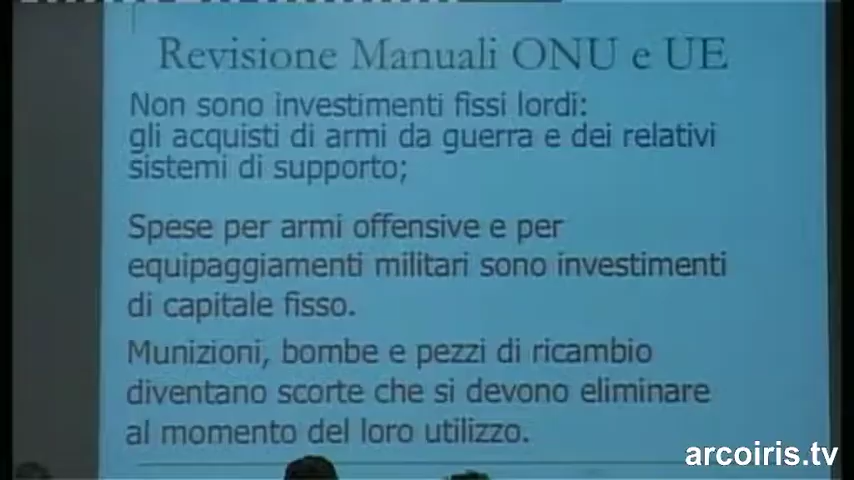 Revisione Manuali ONU e UE
Non sono investimenti fissi lordi:
gli acquisti di armi da guerra e dei relativi
sistemi di supporto;
Spese per armi offensive e per
equipaggiamenti militari sono investimenti
di capitale fisso.
Munizioni, bombe e pezzi di ricambio
diventano scorte che si devono eliminare
al momento del loro utilizzo.
arcoiris.tv